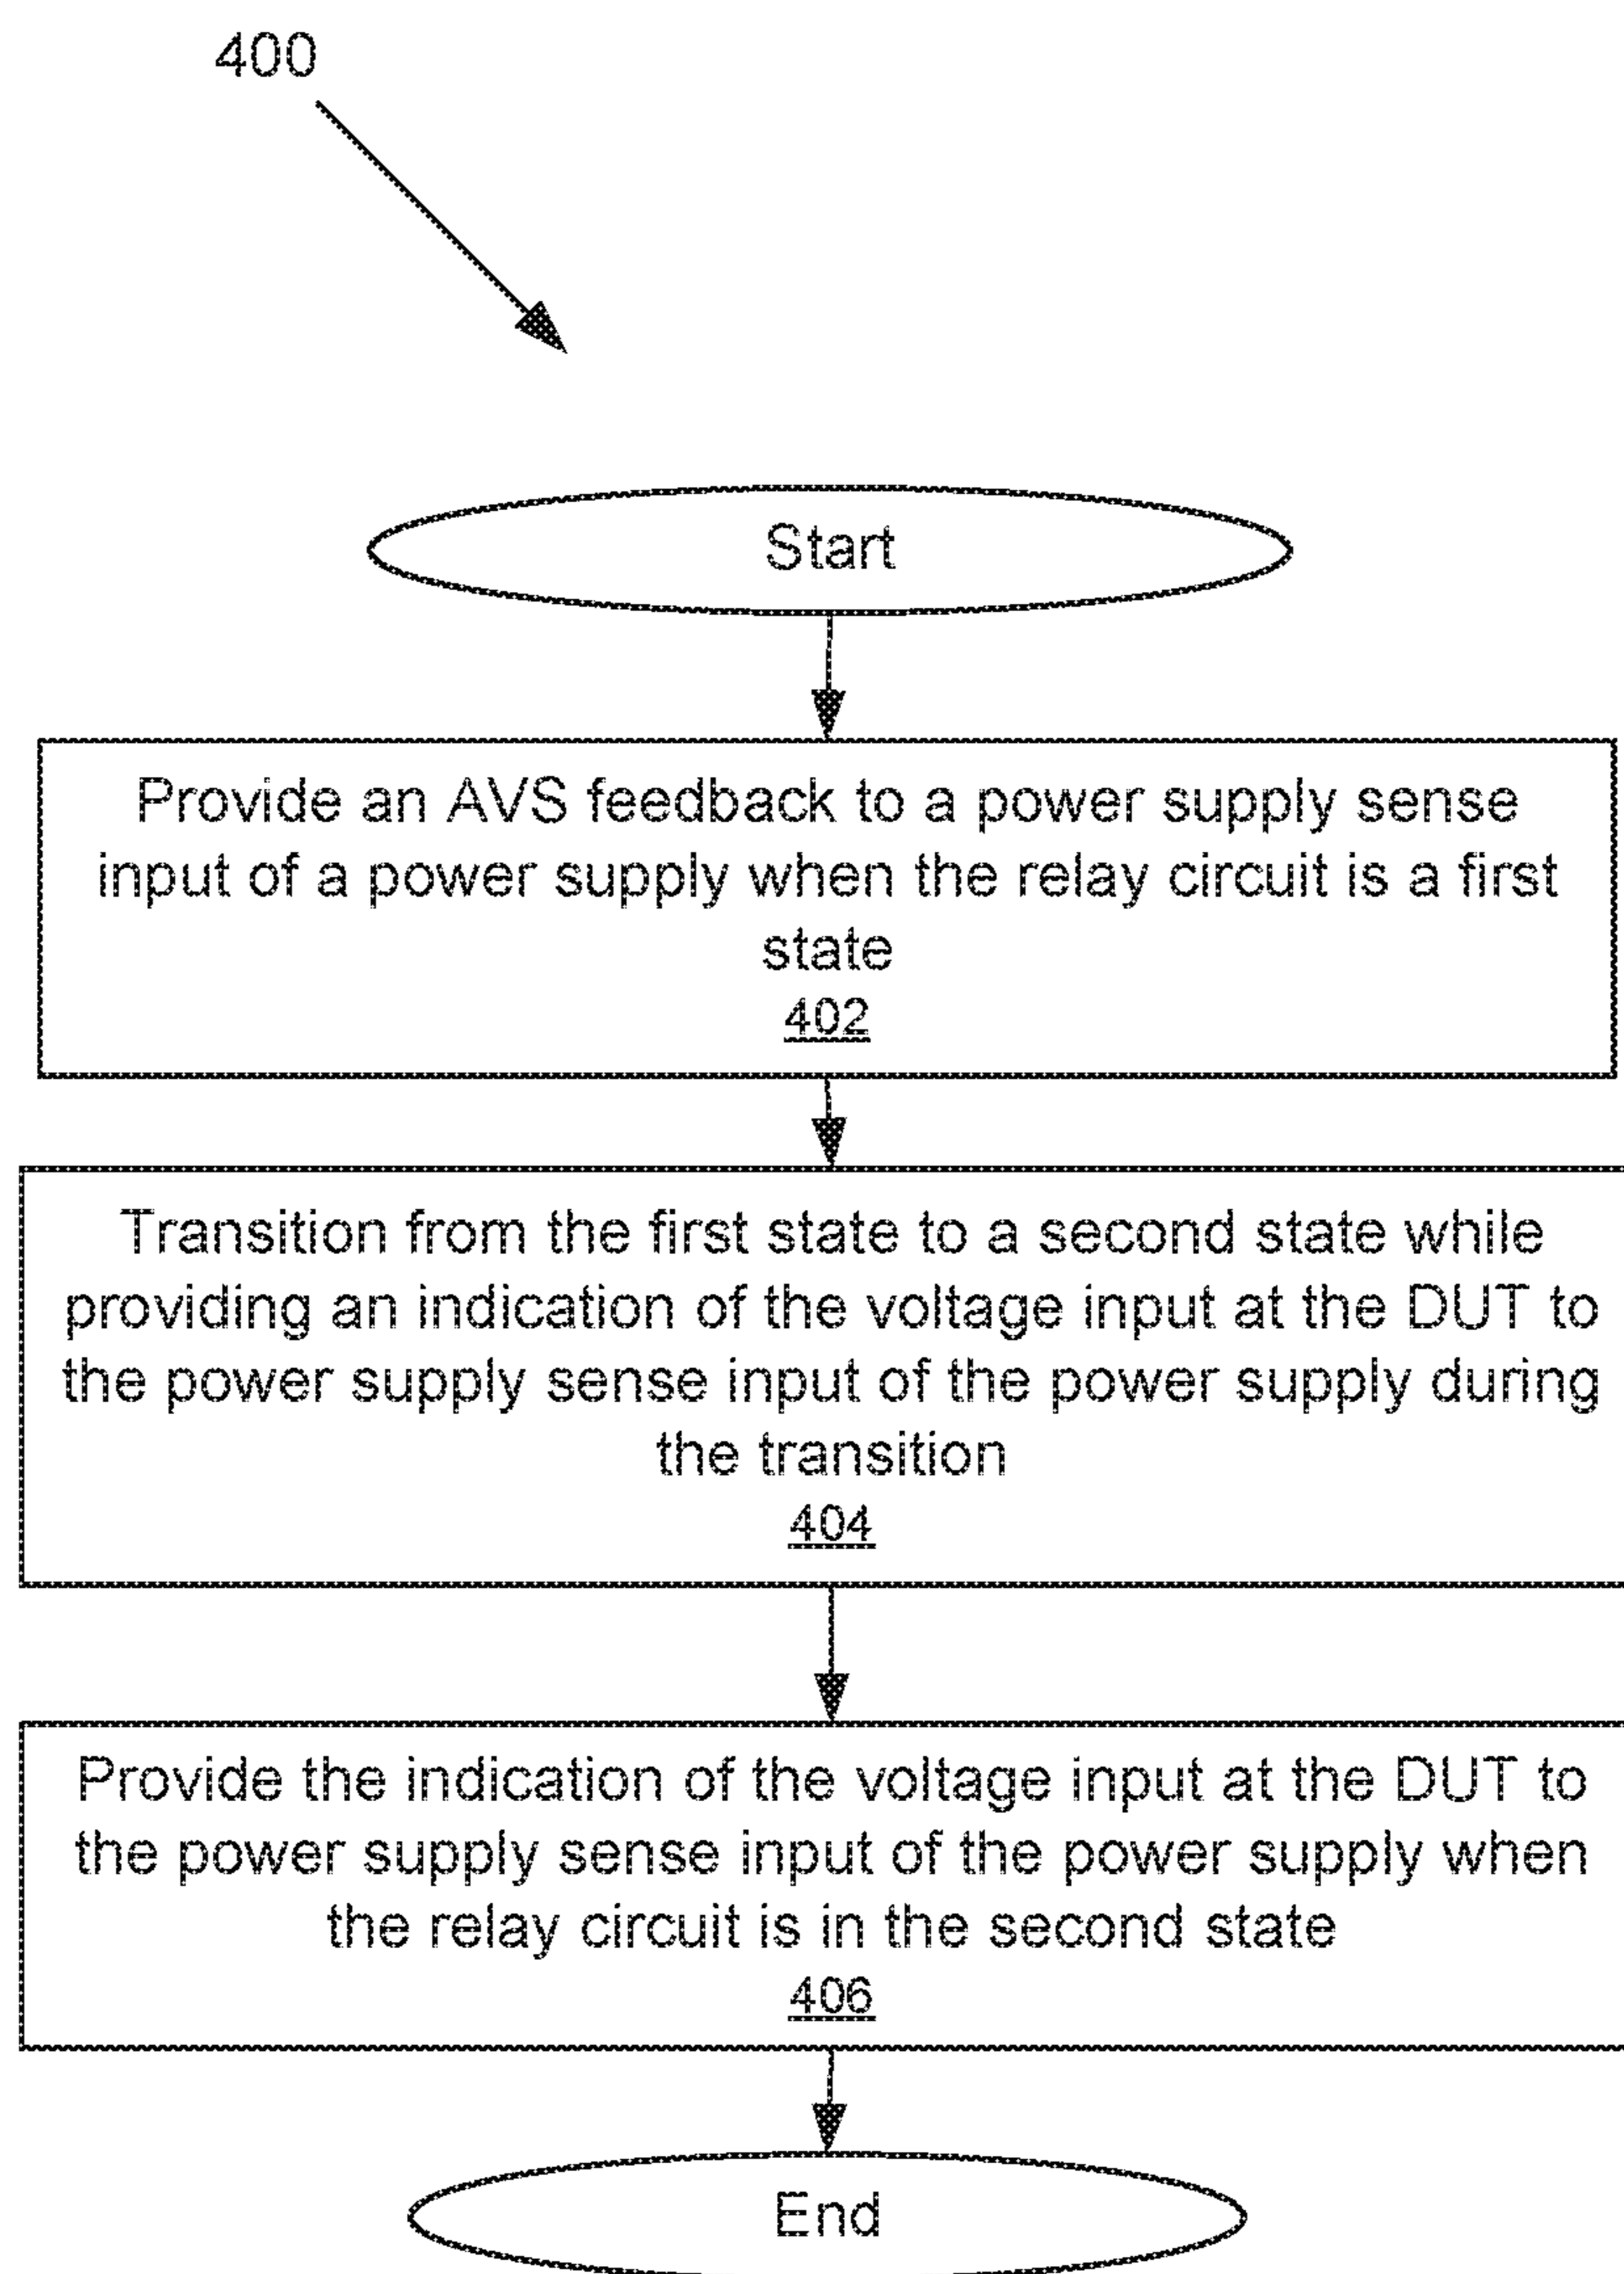 400
Start
Provide an AVS feedback to a power supply sense
input of a power supply when the relay circuit is a first
state
402
Transition from the first state to a second state while
providing an indication of the voltage input at the DUT to
the power supply sense input of the power supply during
the transition
404
Provide the indication of the voltage input at the DUT to
the power supply sense input of the power supply when
the relay circuit is in the second state
406
End